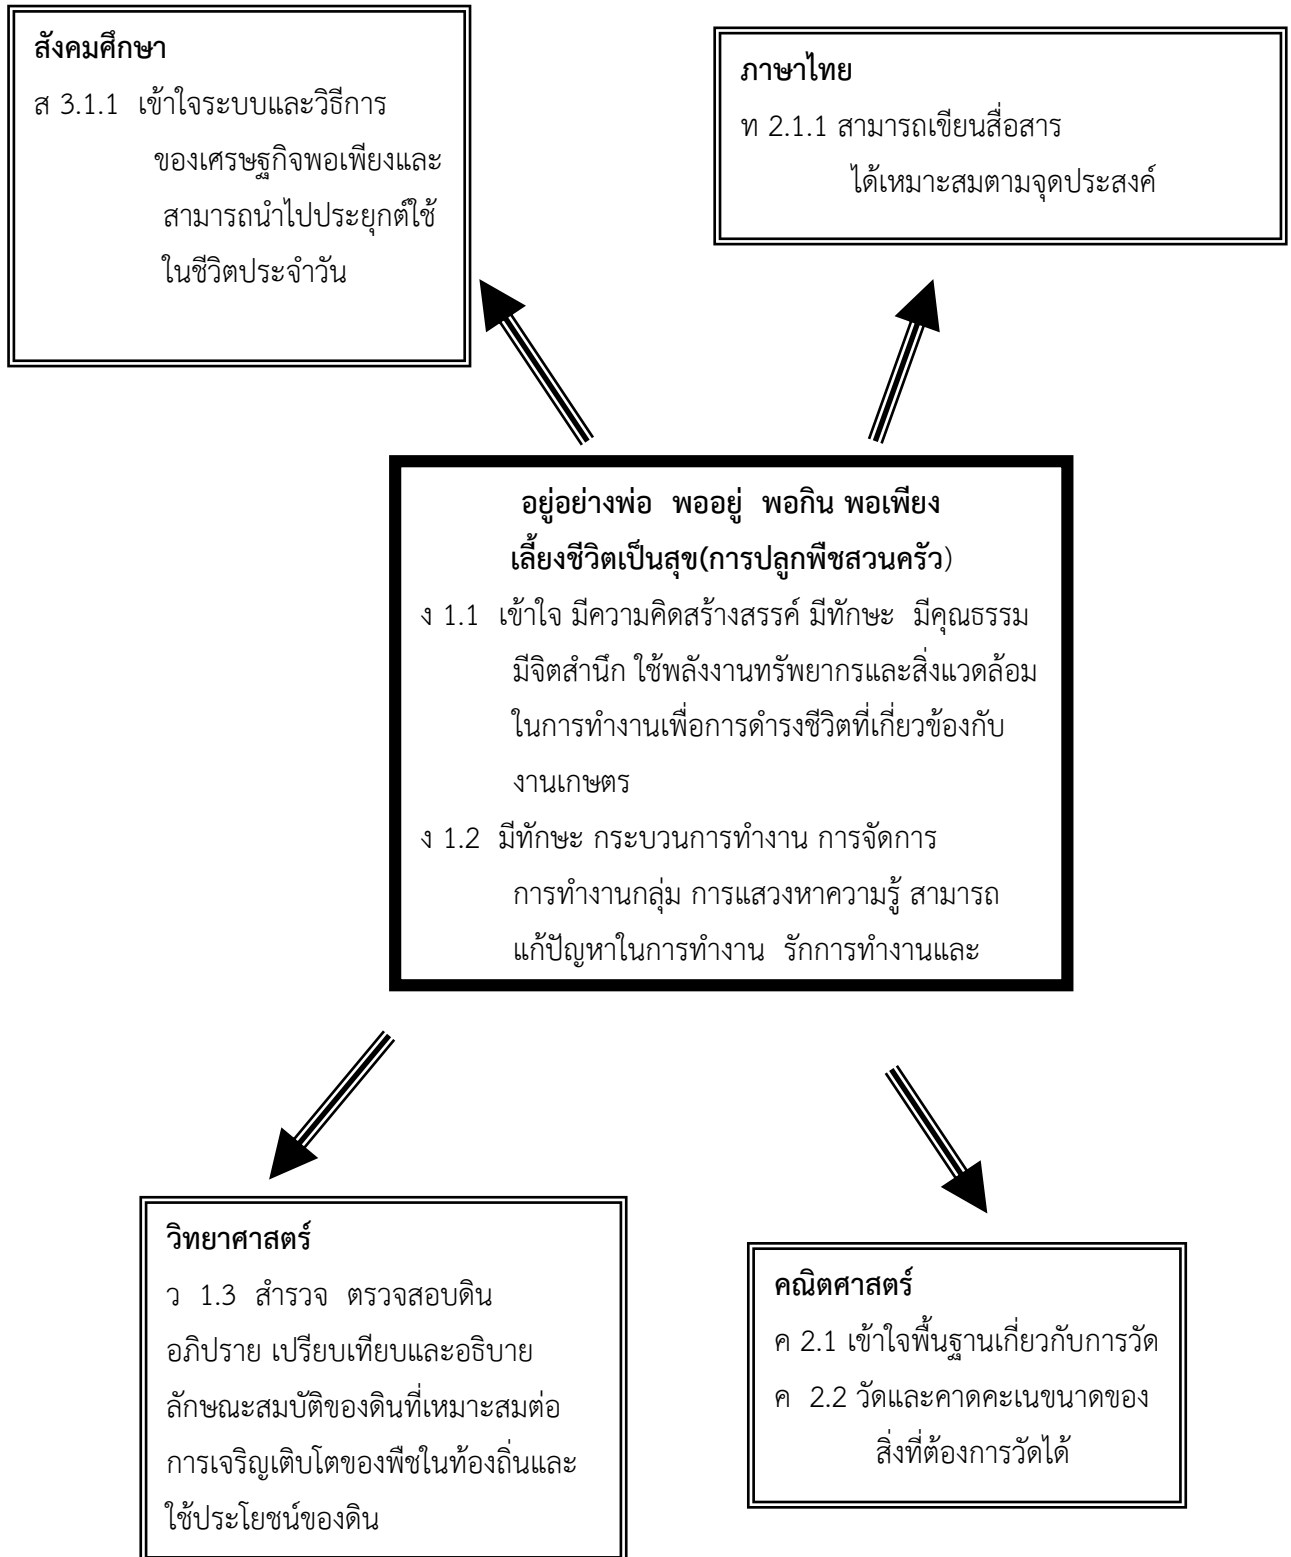 สังคมศึกษา
ส 3.1.1 เข้าใจระบบและวิธีการ
ของเศรษฐกิจพอเพียงและ
สามารถนำไปประยุกต์ใช้
ในชีวิตประจำวัน
ภาษาไทย
ท 2.1.1 สามารถเขียนสื่อสาร
ได้เหมาะสมตามจุดประสงค์
อยู่อย่างพ่อ พออยู่ พอกิน พอเพียง
เลี้ยงชีวิตเป็นสุข(การปลูกพืชสวนครัว)
ง 1.1 เข้าใจ มีความคิดสร้างสรรค์ มีทักษะ มีคุณธรรม
มีจิตสำนึก ใช้พลังงานทรัพยากรและสิ่งแวดล้อม
ในการทำงานเพื่อการดำรงชีวิตที่เกี่ยวข้องกับ
งานเกษตร
ง 1.2 มีทักษะ กระบวนการทำงาน การจัดการ
การทำงานกลุ่ม การแสวงหาความรู้ สามารถ
แก้ปัญหาในการทำงาน รักการทำงานและ
วิทยาศาสตร์
ว 1.3 สำรวจ ตรวจสอบดิน
อภิปราย เปรียบเทียบและอธิบาย
ลักษณะสมบัติของดินที่เหมาะสมต่อ
การเจริญเติบโตของพืชในท้องถิ่นและ
ใช้ประโยชน์ของดิน
คณิตศาสตร์
ค 2.1 เข้าใจพื้นฐานเกี่ยวกับการวัด
ค 2.2 วัดและคาดคะเนขนาดของ
สิ่งที่ต้องการวัดได้